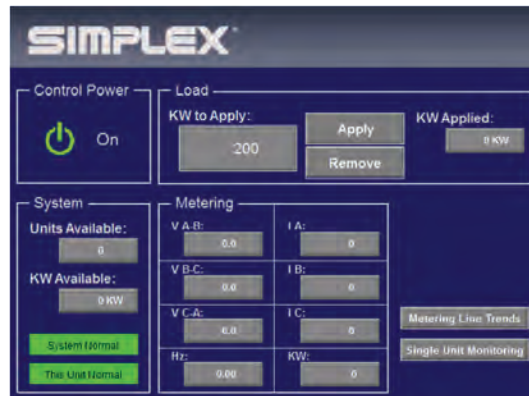 SIMPLEX
Control Power
On
Load
KW to Apply:
200
Apply
Remove
KW Applied:
0 KW
System
Units Available:
0
KW Available:
0 KW
System Normal
This Unit Normal
Metering
V A-B:
0.0
I A:
0
V B-C:
0.0
I B:
0
V C-A:
0.0
I C:
0
Hz:
0.00
KW:
0
Metering Line Trends
Single Unit Monitoring